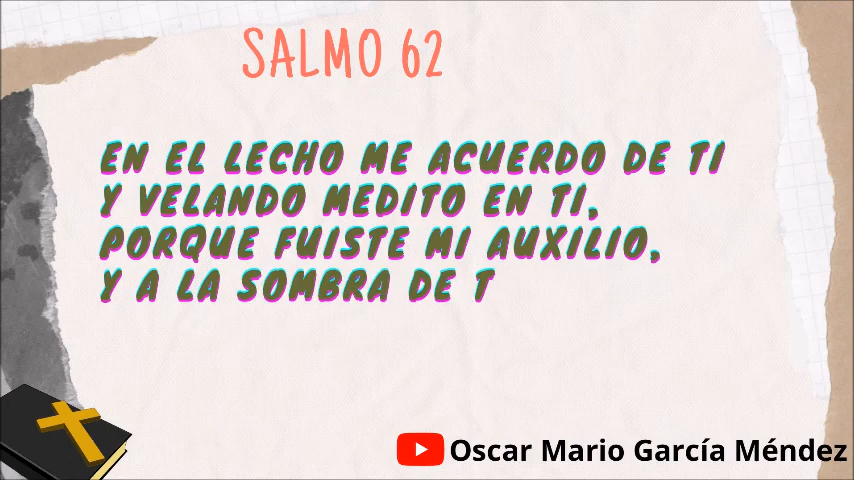 SALMO 62
EN EL LECHO ME ACUERDO DE TI
Y VELANDO MEDITO EN TI,
PORQUE FUISTE MI AUXILIO,
Y A LA SOMBRA DE T
Oscar Mario García Méndez